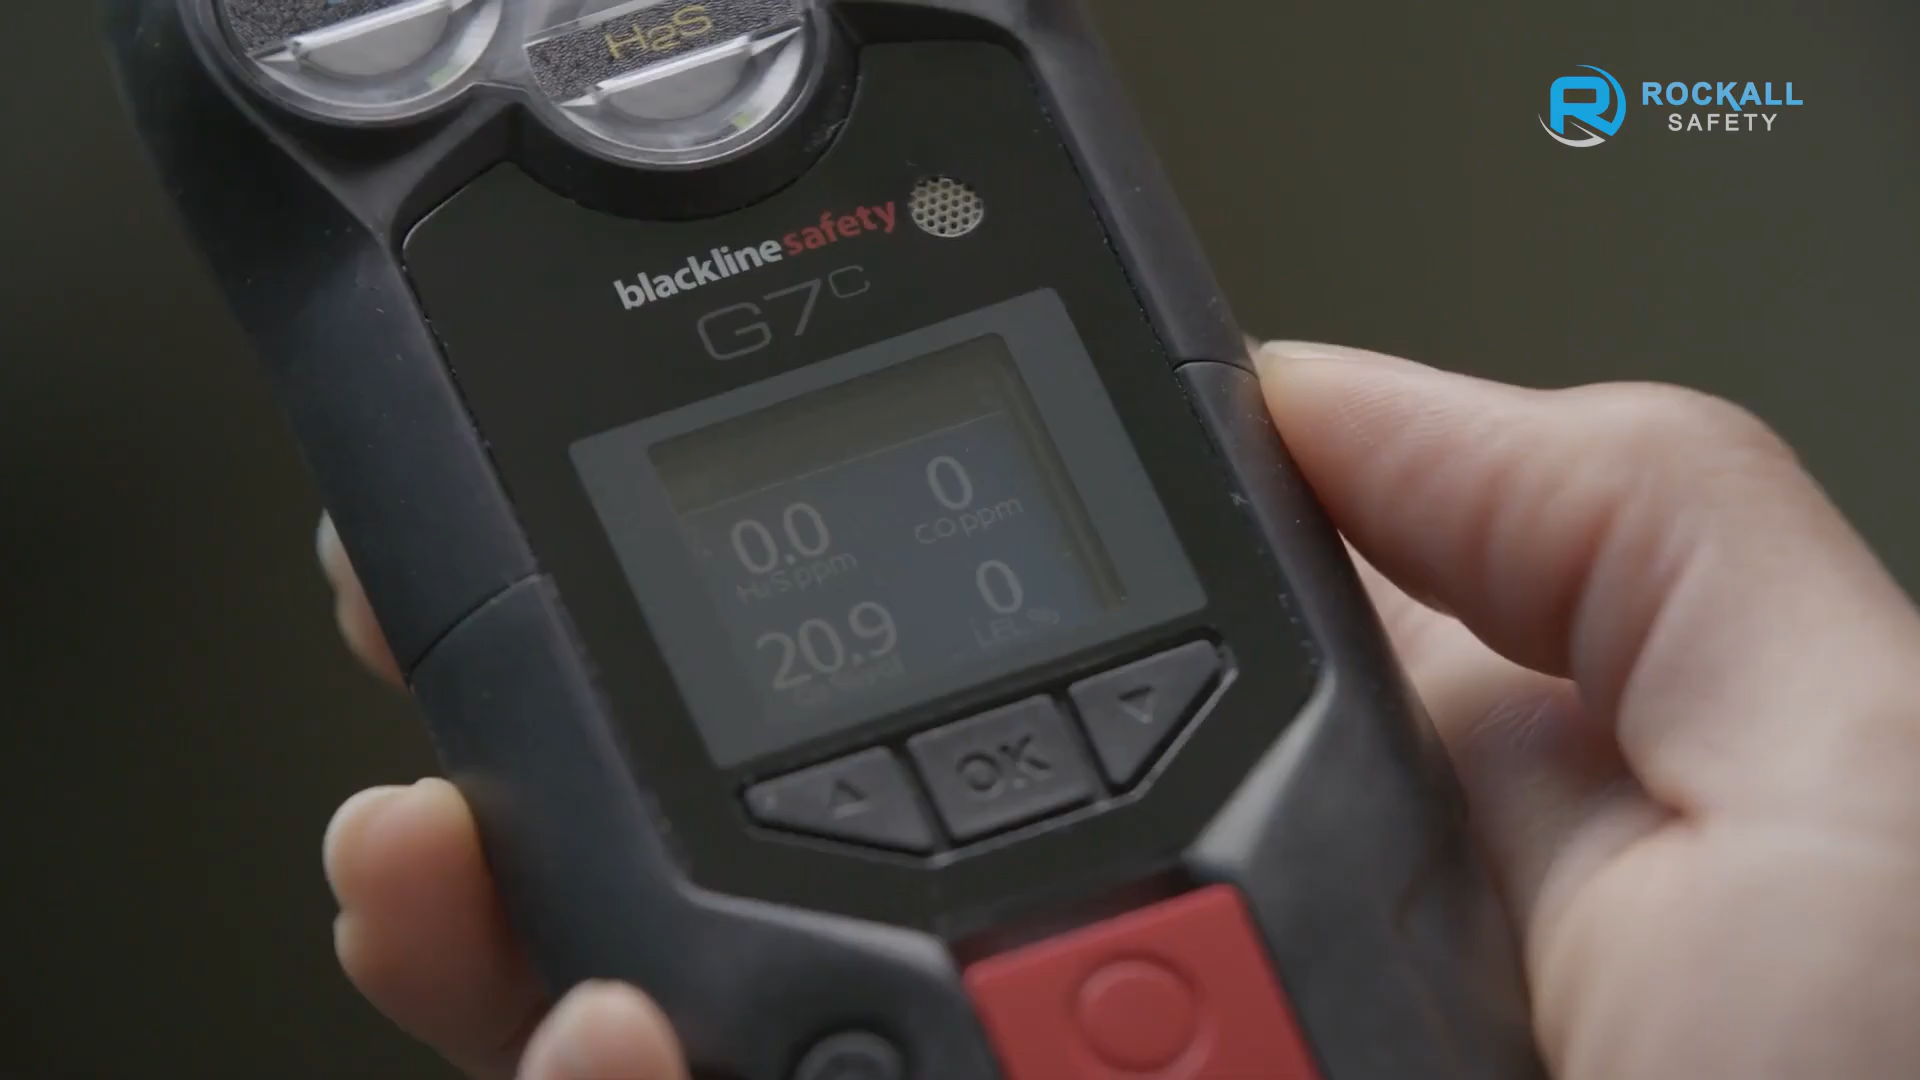 H2S
ROCKALL
SAFETY
blacklinesafety
G7c
0.0
H2S ppm
0
CO ppm
20.9
0
LEL %
OK